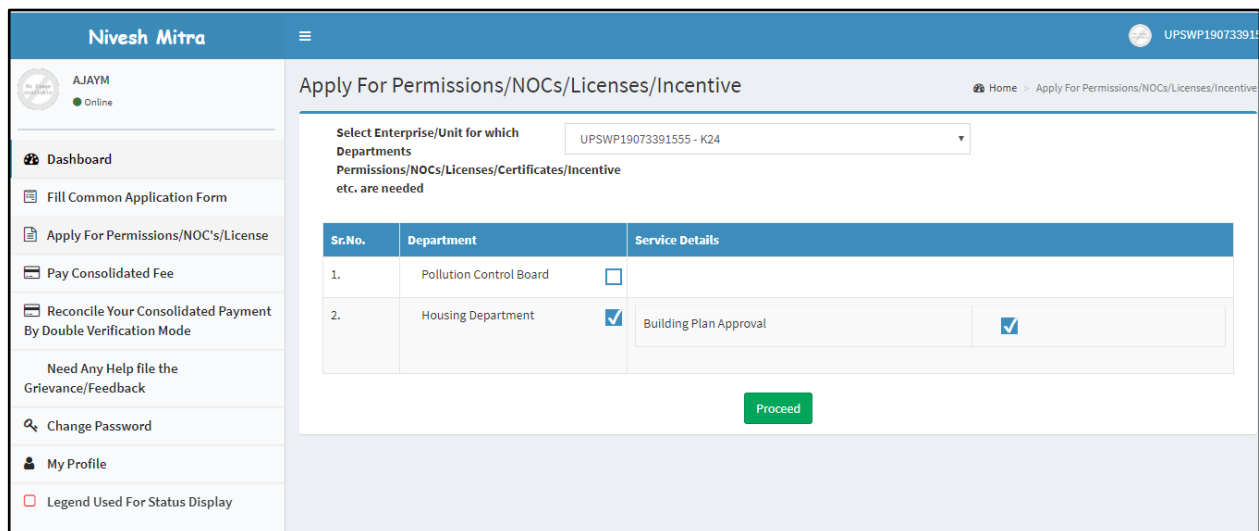 Nivesh Mitra
UPSWP190733915
No Image
available
AJAYM
Online
Dashboard
Fill Common Application Form
Apply For Permissions/NOC's/License
Pay Consolidated Fee
Reconcile Your Consolidated Payment
By Double Verification Mode
Need Any Help file the
Grievance/Feedback
Change Password
My Profile
Legend Used For Status Display
Apply For Permissions/NOCs/Licenses/Incentive
Home > Apply For Permissions/NOCs/Licenses/Incentive
Select Enterprise/Unit for which
Departments
Permissions/NOCs/Licenses/Certificates/Incentive
etc. are needed
UPSWP19073391555 - K24
Sr.No. Department Service Details
1. Pollution Control Board
2. Housing Department Building Plan Approval
Proceed